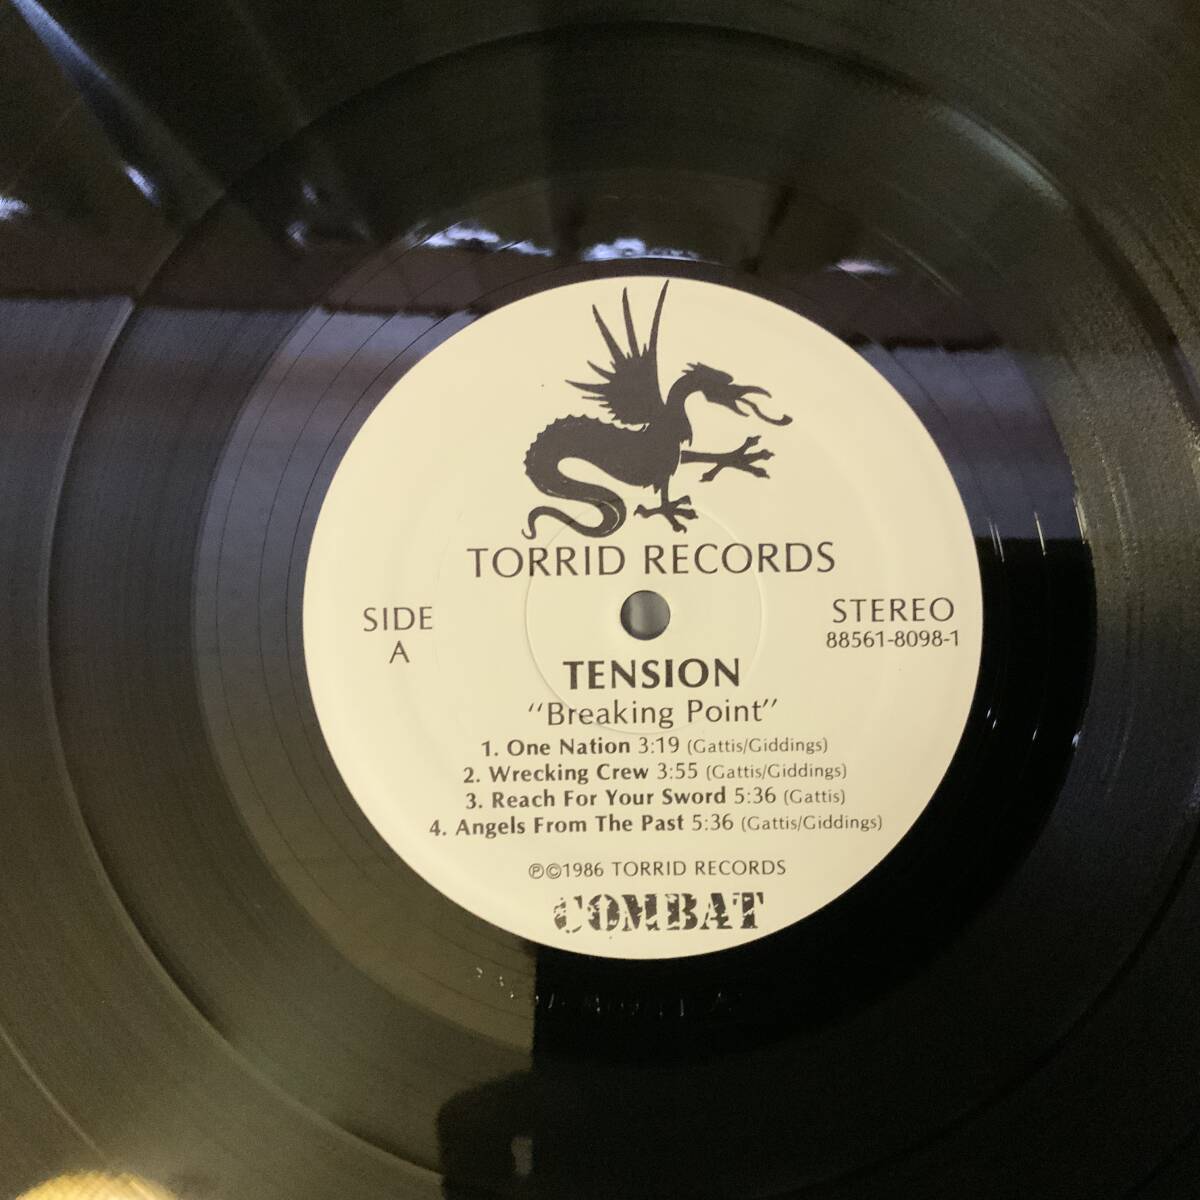 TORRID RECORDS
SIDE
A
STEREO
88561-8098-1
TENSION
"Breaking Point"
1. One Nation 3:19 (Gattis/Giddings)
2. Wrecking Crew 3:55 (Gattis/Giddings)
3. Reach For Your Sword 5:36 (Gattis)
4. Angels From The Past 5:36 (Gattis/Giddings)
℗©1986 TORRID RECORDS
COMBAT